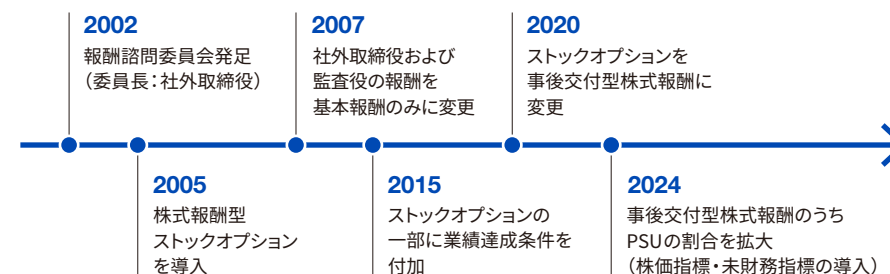 2002
報酬諮問委員会発足
（委員長：社外取締役）
2007
社外取締役および
監査役の報酬を
基本報酬のみに変更
2020
ストックオプションを
事後交付型株式報酬に
変更
2005
株式報酬型
ストックオプション
を導入
2015
ストックオプションの
一部に業績達成条件を
付加
2024
事後交付型株式報酬のうち
PSUの割合を拡大
（株価指標・未財務指標の導入）